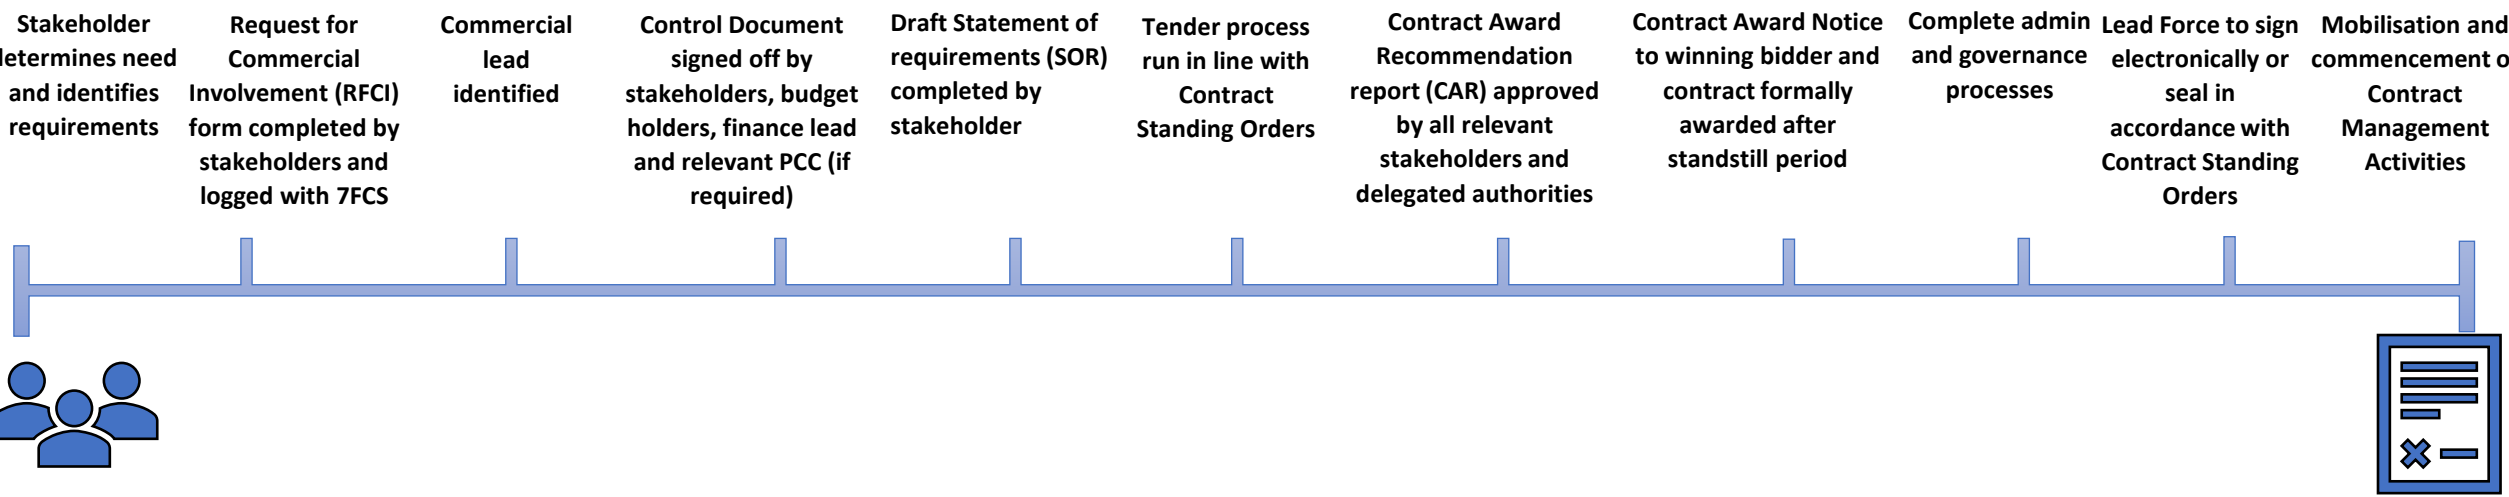 Stakeholder
determines need
and identifies
requirements
Request for
Commercial
Involvement (RFCI)
form completed by
stakeholders and
logged with 7FCS
Commercial
lead
identified
Control Document
signed off by
stakeholders, budget
holders, finance lead
and relevant PCC (if
required)
Draft Statement of
requirements (SOR)
completed by
stakeholder
Tender process
run in line with
Contract
Standing Orders
Contract Award
Recommendation
report (CAR) approved
by all relevant
stakeholders and
delegated authorities
Contract Award Notice
to winning bidder and
contract formally
awarded after
standstill period
Complete admin
and governance
processes
Lead Force to sign
electronically or
seal in
accordance with
Contract Standing
Orders
Mobilisation and
commencement of
Contract
Management
Activities